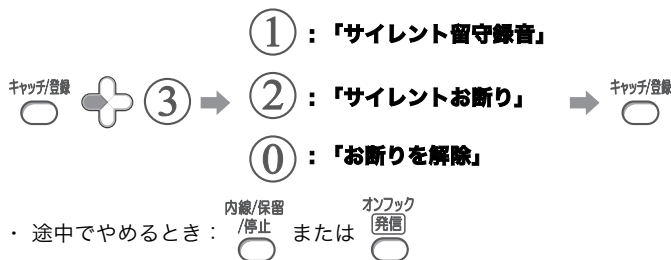 ① : 「サイレント留守録音」
キャッチ/登録 ③ ② : 「サイレントお断り」 キャッチ/登録
⓪ : 「お断りを解除」
・ 途中でやめるとき : 内線/保留/停止 または オンフック 発信